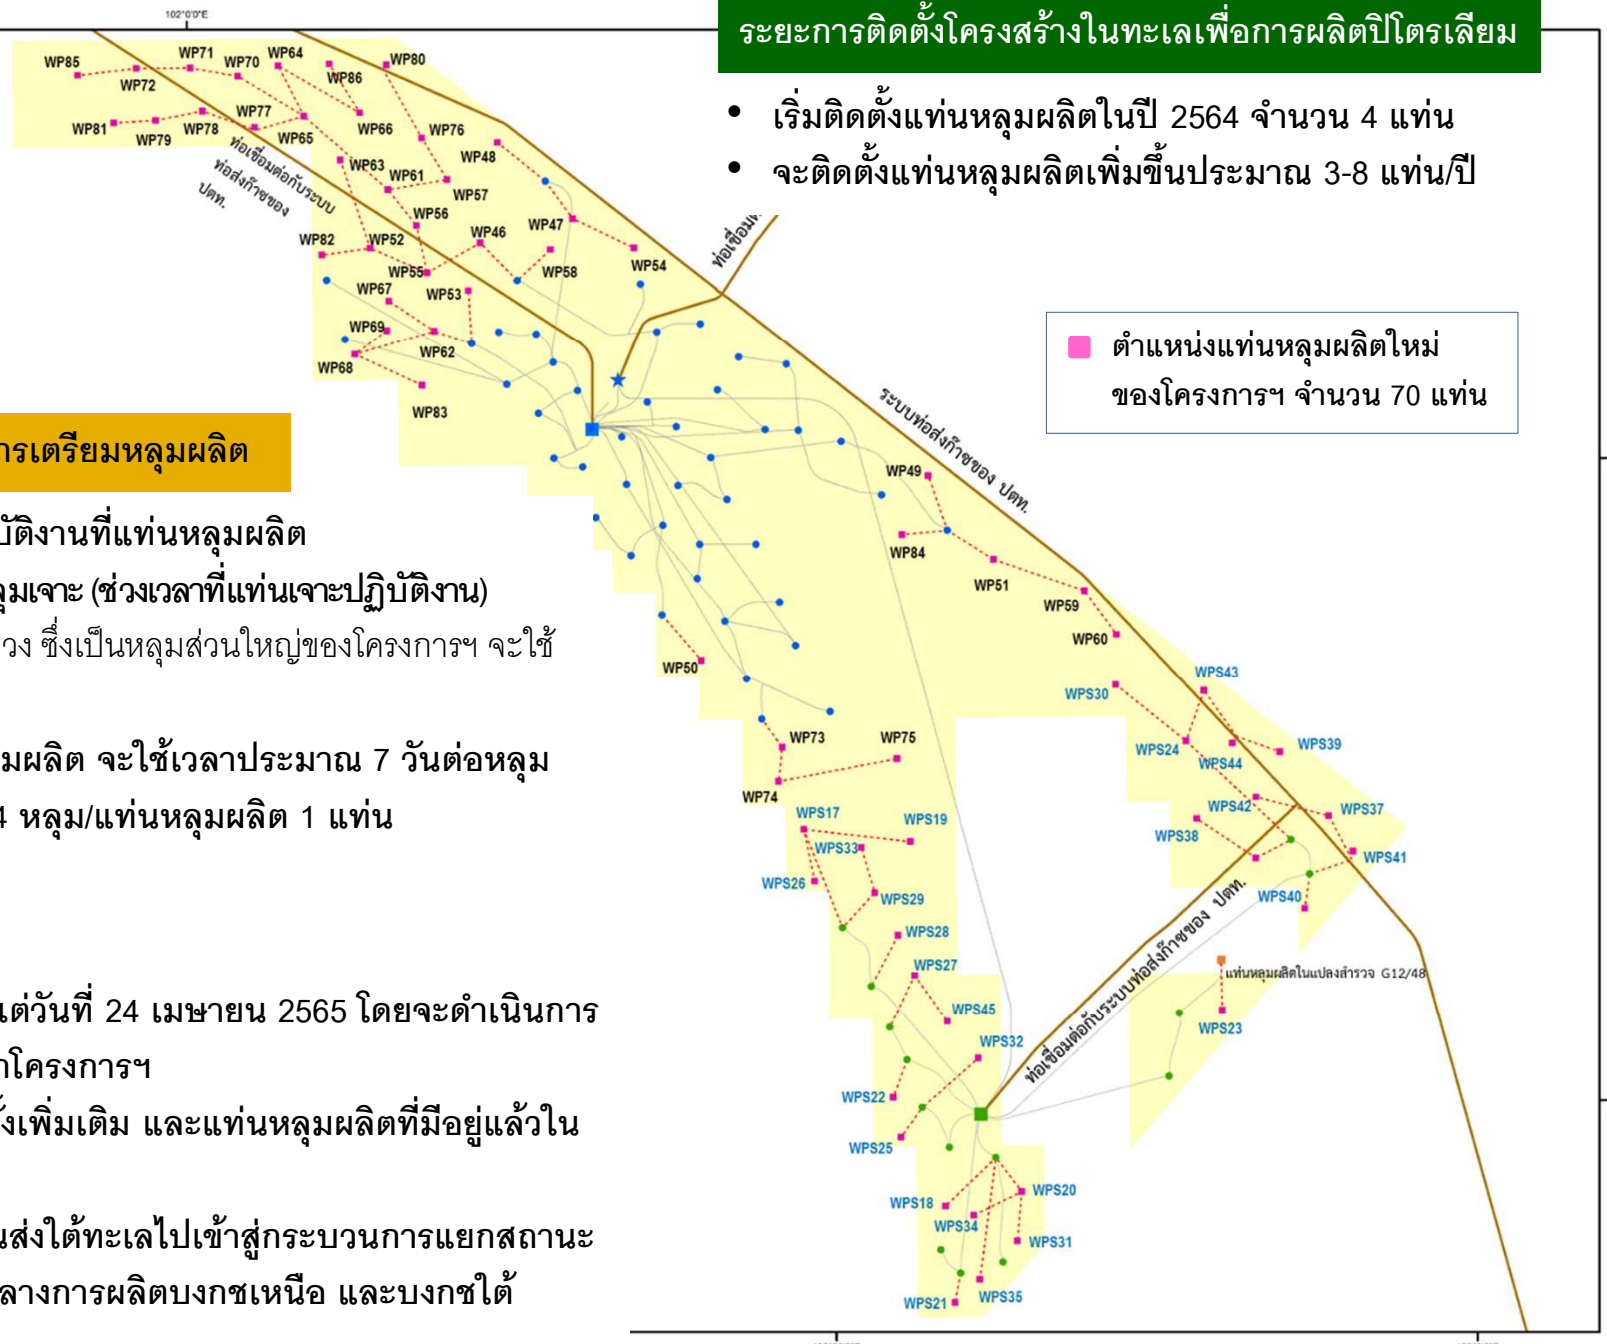 102°0'0"E
ระยะการติดตั้งโครงสร้างในทะเลเพื่อการผลิตปิโตรเลียม
• เริ่มติดตั้งแท่นหลุมผลิตในปี 2564 จำนวน 4 แท่น
• จะติดตั้งแท่นหลุมผลิตเพิ่มขึ้นประมาณ 3-8 แท่น/ปี
ตำแหน่งแท่นหลุมผลิตใหม่
ของโครงการฯ จำนวน 70 แท่น
WP85
WP72
WP71
WP70
WP64
WP86
WP80
WP81
WP79
WP78
WP77
WP65
WP66
WP76
WP48
WP63
WP61
WP57
ท่อเชื่อมต่อกับระบบ
ท่อส่งก๊าซของ
ปตท.
WP56
WP47
WP82
WP52
WP46
WP55
WP58
WP54
ท่อเชื่อม
WP67
WP53
WP69
WP62
WP68
WP83
ระบบท่อส่งก๊าซของ ปตท.
WP49
WP84
WP51
WP59
WP60
WP50
WP73
WP75
WP74
WPS43
WPS30
WPS24
WPS44
WPS39
WPS42
WPS37
WPS38
WPS41
WPS40
WPS17
WPS19
WPS33
WPS26
WPS29
WPS28
WPS27
WPS45
WPS32
WPS22
WPS25
ท่อเชื่อมต่อกับระบบท่อส่งก๊าซของ ปตท.
แท่นหลุมผลิตในแปลงสำรวจ G12/48
WPS23
WPS18
WPS20
WPS34
WPS31
WPS21
WPS35
ารเตรียมหลุมผลิต
บัติงานที่แท่นหลุมผลิต
ลุมเจาะ (ช่วงเวลาที่แท่นเจาะปฏิบัติงาน)
วง ซึ่งเป็นหลุมส่วนใหญ่ของโครงการฯ จะใช้
มผลิต จะใช้เวลาประมาณ 7 วันต่อหลุม
4 หลุม/แท่นหลุมผลิต 1 แท่น
แต่วันที่ 24 เมษายน 2565 โดยจะดำเนินการ
าโครงการฯ
ั้งเพิ่มเติม และแท่นหลุมผลิตที่มีอยู่แล้วใน
นส่งใต้ทะเลไปเข้าสู่กระบวนการแยกสถานะ
ลางการผลิตบงกชเหนือ และบงกชใต้